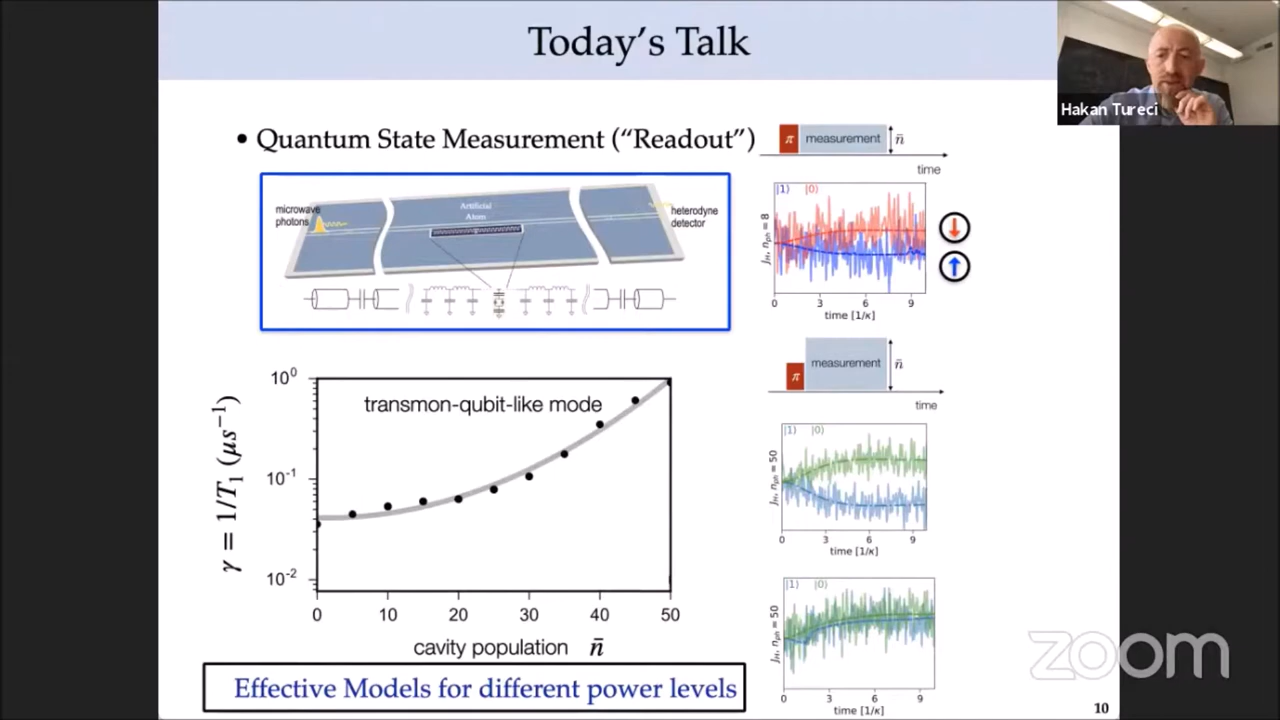 Today's Talk
Hakan Tureci
• Quantum State Measurement ("Readout")
microwave
photons
Artificial
Atom
heterodyne
detector
π measurement n̄
time
|1⟩ |0⟩
J_H, n_ph = 8
0 3 6 9
time [1/κ]
π measurement n̄
time
|1⟩ |0⟩
J_H, n_ph = 50
0 3 6 9
time [1/κ]
|1⟩ |0⟩
J_H, n_ph = 50
0 3 6 9
time [1/κ]
γ = 1/T₁ (μs⁻¹)
10⁰
10⁻¹
10⁻²
transmon-qubit-like mode
0 10 20 30 40 50
cavity population n̄
Effective Models for different power levels
zoom
10